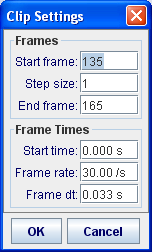 Clip Settings
Frames
Start frame: 135
Step size: 1
End frame: 165
Frame Times
Start time: 0.000 s
Frame rate: 30.00 /s
Frame dt: 0.033 s
OK Cancel